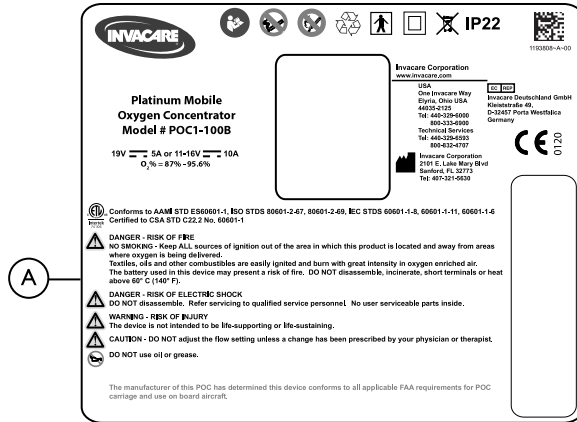 INVACARE
IP22
1193808-A-00
Platinum Mobile
Oxygen Concentrator
Model # POC1-100B
19V 5A or 11-16V 10A
O2% = 87% - 95.6%
Invacare Corporation
www.invacare.com
USA
One Invacare Way
Elyria, Ohio USA
44035-2125
Tel: 440-329-6000
800-333-6900
Technical Services
Tel: 440-329-6593
800-832-4707
Invacare Corporation
2101 E. Lake Mary Blvd
Sanford, FL 32773
Tel: 407-321-5630
EC REP
Invacare Deutschland GmbH
Kleiststraße 49,
D-32457 Porta Westfalica
Germany
CE 0120
ETL
Intertek
Conforms to AAMI STD ES60601-1, ISO STDS 80601-2-67, 80601-2-69, IEC STDS 60601-1-8, 60601-1-11, 60601-1-6
Certified to CSA STD C22.2 No. 60601-1
DANGER - RISK OF FIRE
NO SMOKING - Keep ALL sources of ignition out of the area in which this product is located and away from areas
where oxygen is being delivered.
Textiles, oils and other combustibles are easily ignited and burn with great intensity in oxygen enriched air.
The battery used in this device may present a risk of fire. DO NOT disassemble, incinerate, short terminals or heat
above 60° C (140° F).
DANGER - RISK OF ELECTRIC SHOCK
DO NOT disassemble. Refer servicing to qualified service personnel. No user serviceable parts inside.
WARNING - RISK OF INJURY
The device is not intended to be life-supporting or life-sustaining.
CAUTION - DO NOT adjust the flow setting unless a change has been prescribed by your physician or therapist.
DO NOT use oil or grease.
The manufacturer of this POC has determined this device conforms to all applicable FAA requirements for POC
carriage and use on board aircraft.
A